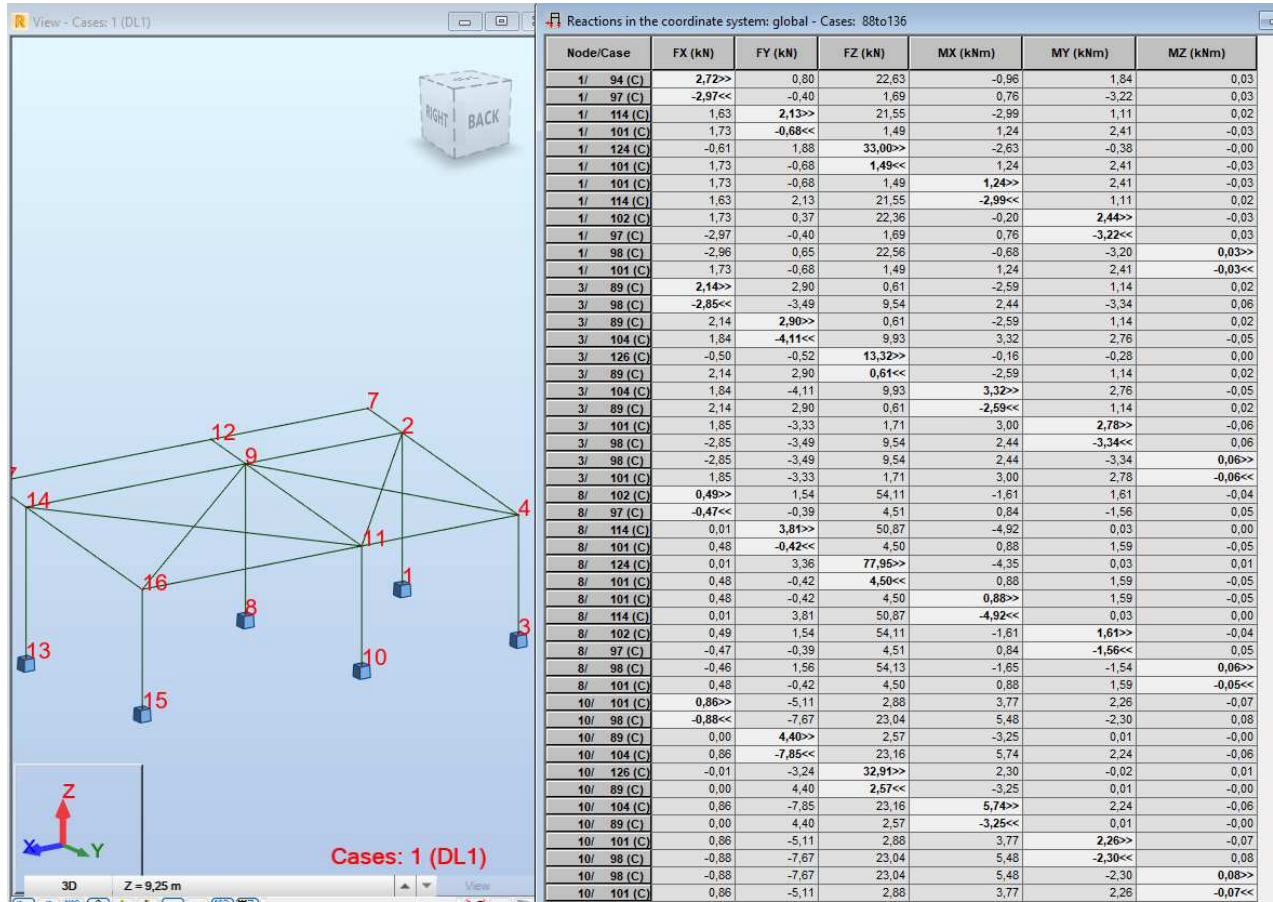 View - Cases: 1 (DL1)
RIGHT BACK
7
12
2
9
14
4
11
16
1
8
3
13
10
15
Z
X Y
Cases: 1 (DL1)
3D Z = 9,25 m View
Reactions in the coordinate system: global - Cases: 88to136
Node/Case FX (kN) FY (kN) FZ (kN) MX (kNm) MY (kNm) MZ (kNm)
1/ 94 (C) 2,72>> 0,80 22,63 -0,96 1,84 0,03
1/ 97 (C) -2,97<< -0,40 1,69 0,76 -3,22 0,03
1/ 114 (C) 1,63 2,13>> 21,55 -2,99 1,11 0,02
1/ 101 (C) 1,73 -0,68<< 1,49 1,24 2,41 -0,03
1/ 124 (C) -0,61 1,88 33,00>> -2,63 -0,38 -0,00
1/ 101 (C) 1,73 -0,68 1,49<< 1,24 2,41 -0,03
1/ 101 (C) 1,73 -0,68 1,49 1,24>> 2,41 -0,03
1/ 114 (C) 1,63 2,13 21,55 -2,99<< 1,11 0,02
1/ 102 (C) 1,73 0,37 22,36 -0,20 2,44>> -0,03
1/ 97 (C) -2,97 -0,40 1,69 0,76 -3,22<< 0,03
1/ 98 (C) -2,96 0,65 22,56 -0,68 -3,20 0,03>>
1/ 101 (C) 1,73 -0,68 1,49 1,24 2,41 -0,03<<
3/ 89 (C) 2,14>> 2,90 0,61 -2,59 1,14 0,02
3/ 98 (C) -2,85<< -3,49 9,54 2,44 -3,34 0,06
3/ 89 (C) 2,14 2,90>> 0,61 -2,59 1,14 0,02
3/ 104 (C) 1,84 -4,11<< 9,93 3,32 2,76 -0,05
3/ 126 (C) -0,50 -0,52 13,32>> -0,16 -0,28 0,00
3/ 89 (C) 2,14 2,90 0,61<< -2,59 1,14 0,02
3/ 104 (C) 1,84 -4,11 9,93 3,32>> 2,76 -0,05
3/ 89 (C) 2,14 2,90 0,61 -2,59<< 1,14 0,02
3/ 101 (C) 1,85 -3,33 1,71 3,00 2,78>> -0,06
3/ 98 (C) -2,85 -3,49 9,54 2,44 -3,34<< 0,06
3/ 98 (C) -2,85 -3,49 9,54 2,44 -3,34 0,06>>
3/ 101 (C) 1,85 -3,33 1,71 3,00 2,78 -0,06<<
8/ 102 (C) 0,49>> 1,54 54,11 -1,61 1,61 -0,04
8/ 97 (C) -0,47<< -0,39 4,51 0,84 -1,56 0,05
8/ 114 (C) 0,01 3,81>> 50,87 -4,92 0,03 0,00
8/ 101 (C) 0,48 -0,42<< 4,50 0,88 1,59 -0,05
8/ 124 (C) 0,01 3,36 77,95>> -4,35 0,03 0,01
8/ 101 (C) 0,48 -0,42 4,50<< 0,88 1,59 -0,05
8/ 101 (C) 0,48 -0,42 4,50 0,88>> 1,59 -0,05
8/ 114 (C) 0,01 3,81 50,87 -4,92<< 0,03 0,00
8/ 102 (C) 0,49 1,54 54,11 -1,61 1,61>> -0,04
8/ 97 (C) -0,47 -0,39 4,51 0,84 -1,56<< 0,05
8/ 98 (C) -0,46 1,56 54,13 -1,65 -1,54 0,06>>
8/ 101 (C) 0,48 -0,42 4,50 0,88 1,59 -0,05<<
10/ 101 (C) 0,86>> -5,11 2,88 3,77 2,26 -0,07
10/ 98 (C) -0,88<< -7,67 23,04 5,48 -2,30 0,08
10/ 89 (C) 0,00 4,40>> 2,57 -3,25 0,01 -0,00
10/ 104 (C) 0,86 -7,85<< 23,16 5,74 2,24 -0,06
10/ 126 (C) -0,01 -3,24 32,91>> 2,30 -0,02 0,01
10/ 89 (C) 0,00 4,40 2,57<< -3,25 0,01 -0,00
10/ 104 (C) 0,86 -7,85 23,16 5,74>> 2,24 -0,06
10/ 89 (C) 0,00 4,40 2,57 -3,25<< 0,01 -0,00
10/ 101 (C) 0,86 -5,11 2,88 3,77 2,26>> -0,07
10/ 98 (C) -0,88 -7,67 23,04 5,48 -2,30<< 0,08
10/ 98 (C) -0,88 -7,67 23,04 5,48 -2,30 0,08>>
10/ 101 (C) 0,86 -5,11 2,88 3,77 2,26 -0,07<<